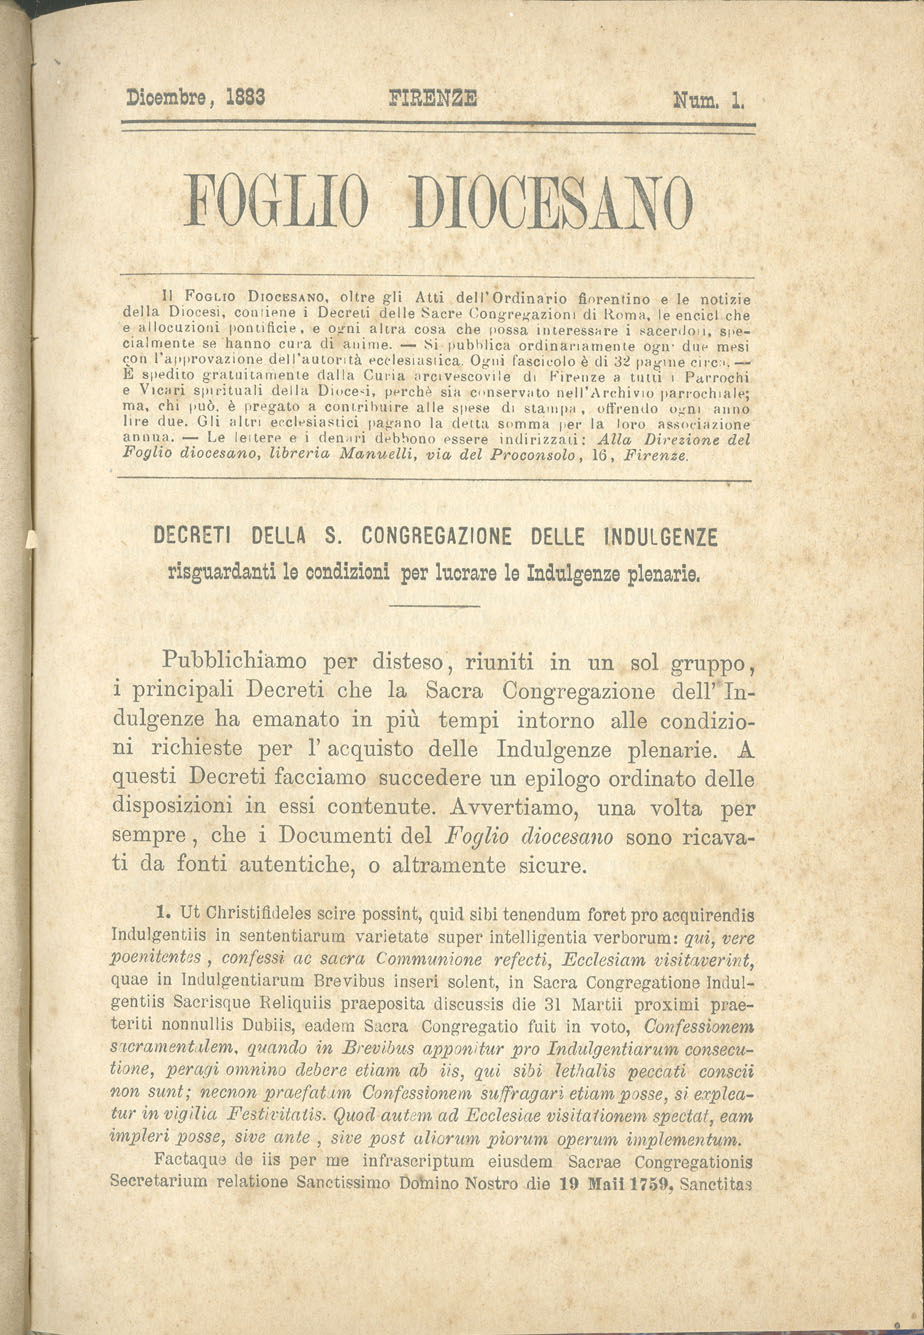 Dicembre, 1883 FIRENZE Num. 1.
FOGLIO DIOCESANO
Il FOGLIO DIOCESANO, oltre gli Atti dell'Ordinario fiorentino e le notizie
della Diocesi, contiene i Decreti delle Sacre Congregazioni di Roma, le encicliche
e allocuzioni pontificie, e ogni altra cosa che possa interessare i sacerdoti, spe-
cialmente se hanno cura di anime. — Si pubblica ordinariamente ogni due mesi
con l'approvazione dell'autorità ecclesiastica. Ogni fascicolo è di 32 pagine circa. —
È spedito gratuitamente dalla Curia arcivescovile di Firenze a tutti i Parrochi
e Vicari spirituali della Diocesi, perchè sia conservato nell'Archivio parrochiale;
ma, chi può, è pregato a contribuire alle spese di stampa, offrendo ogni anno
lire due. Gli altri ecclesiastici pagano la detta somma per la loro associazione
annua. — Le lettere e i denari debbono essere indirizzati: Alla Direzione del
Foglio diocesano, libreria Manuelli, via del Proconsolo, 16, Firenze.
DECRETI DELLA S. CONGREGAZIONE DELLE INDULGENZE
risguardanti le condizioni per lucrare le Indulgenze plenarie.
Pubblichiamo per disteso, riuniti in un sol gruppo,
i principali Decreti che la Sacra Congregazione dell' In-
dulgenze ha emanato in più tempi intorno alle condizio-
ni richieste per l' acquisto delle Indulgenze plenarie. A
questi Decreti facciamo succedere un epilogo ordinato delle
disposizioni in essi contenute. Avvertiamo, una volta per
sempre, che i Documenti del Foglio diocesano sono ricava-
ti da fonti autentiche, o altramente sicure.
1. Ut Christifideles scire possint, quid sibi tenendum foret pro acquirendis
Indulgentiis in sententiarum varietate super intelligentia verborum: qui, vere
poenitentes, confessi ac sacra Communione refecti, Ecclesiam visitaverint,
quae in Indulgentiarum Brevibus inseri solent, in Sacra Congregatione Indul-
gentiis Sacrisque Reliquiis praeposita discussis die 31 Martii proximi prae-
teriti nonnullis Dubiis, eadem Sacra Congregatio fuit in voto, Confessionem
sacramentalem, quando in Brevibus apponitur pro Indulgentiarum consecu-
tione, peragi omnino debere etiam ab iis, qui sibi lethalis peccati conscii
non sunt; necnon praefatam Confessionem suffragari etiam posse, si explea-
tur in vigilia Festivitatis. Quod autem ad Ecclesiae visitationem spectat, eam
impleri posse, sive ante, sive post aliorum piorum operum implementum.
Factaque de iis per me infrascriptum eiusdem Sacrae Congregationis
Secretarium relatione Sanctissimo Domino Nostro die 19 Maii 1759, Sanctitas